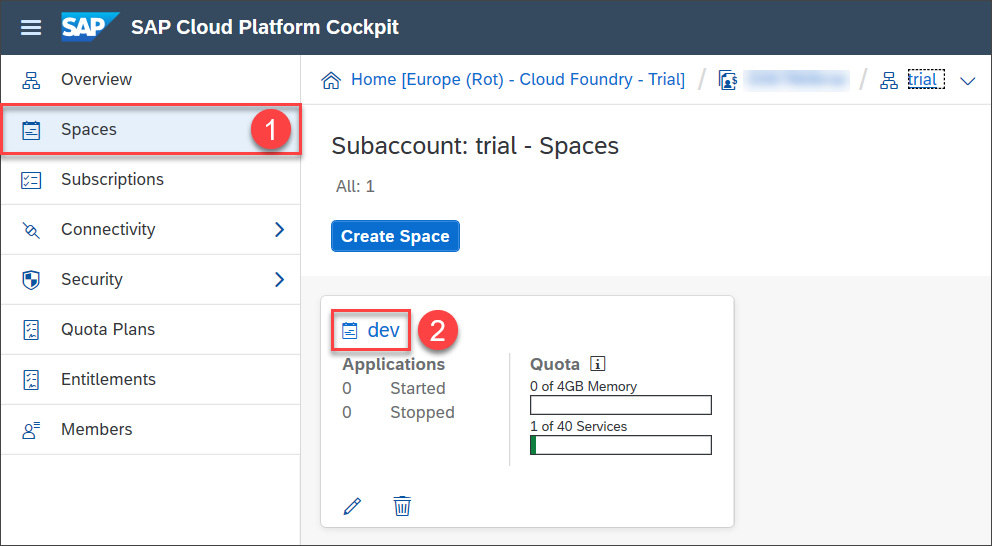 SAP SAP Cloud Platform Cockpit
Overview
Spaces
1
Subscriptions
Connectivity
Security
Quota Plans
Entitlements
Members
Home [Europe (Rot) - Cloud Foundry - Trial] / / trial
Subaccount: trial - Spaces
All: 1
Create Space
dev
2
Applications
0 Started
0 Stopped
Quota
0 of 4GB Memory
1 of 40 Services